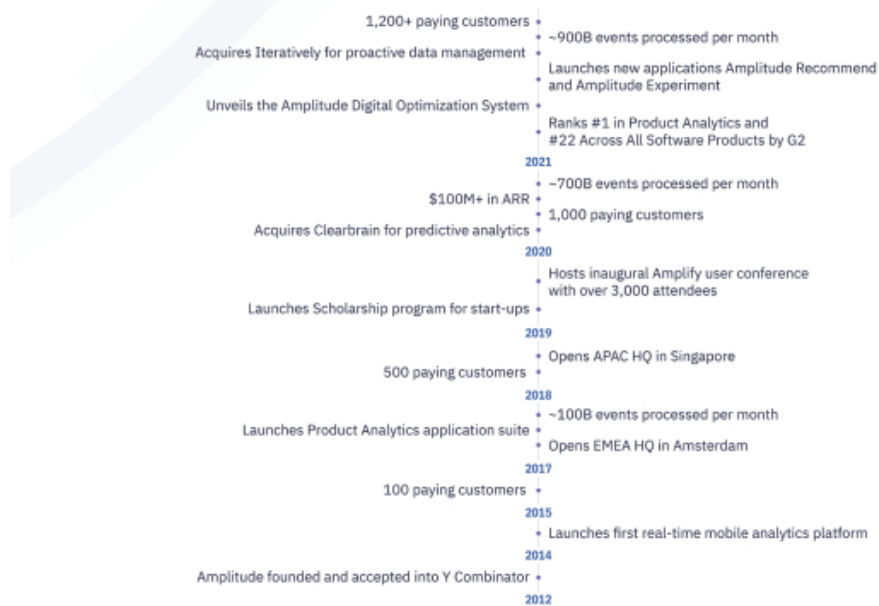 1,200+ paying customers
~900B events processed per month
Acquires Iteratively for proactive data management
Launches new applications Amplitude Recommend
and Amplitude Experiment
Unveils the Amplitude Digital Optimization System
Ranks #1 in Product Analytics and
#22 Across All Software Products by G2
2021
~700B events processed per month
$100M+ in ARR
1,000 paying customers
Acquires Clearbrain for predictive analytics
2020
Hosts inaugural Amplify user conference
with over 3,000 attendees
Launches Scholarship program for start-ups
2019
Opens APAC HQ in Singapore
500 paying customers
2018
~100B events processed per month
Launches Product Analytics application suite
Opens EMEA HQ in Amsterdam
2017
100 paying customers
2015
Launches first real-time mobile analytics platform
2014
Amplitude founded and accepted into Y Combinator
2012